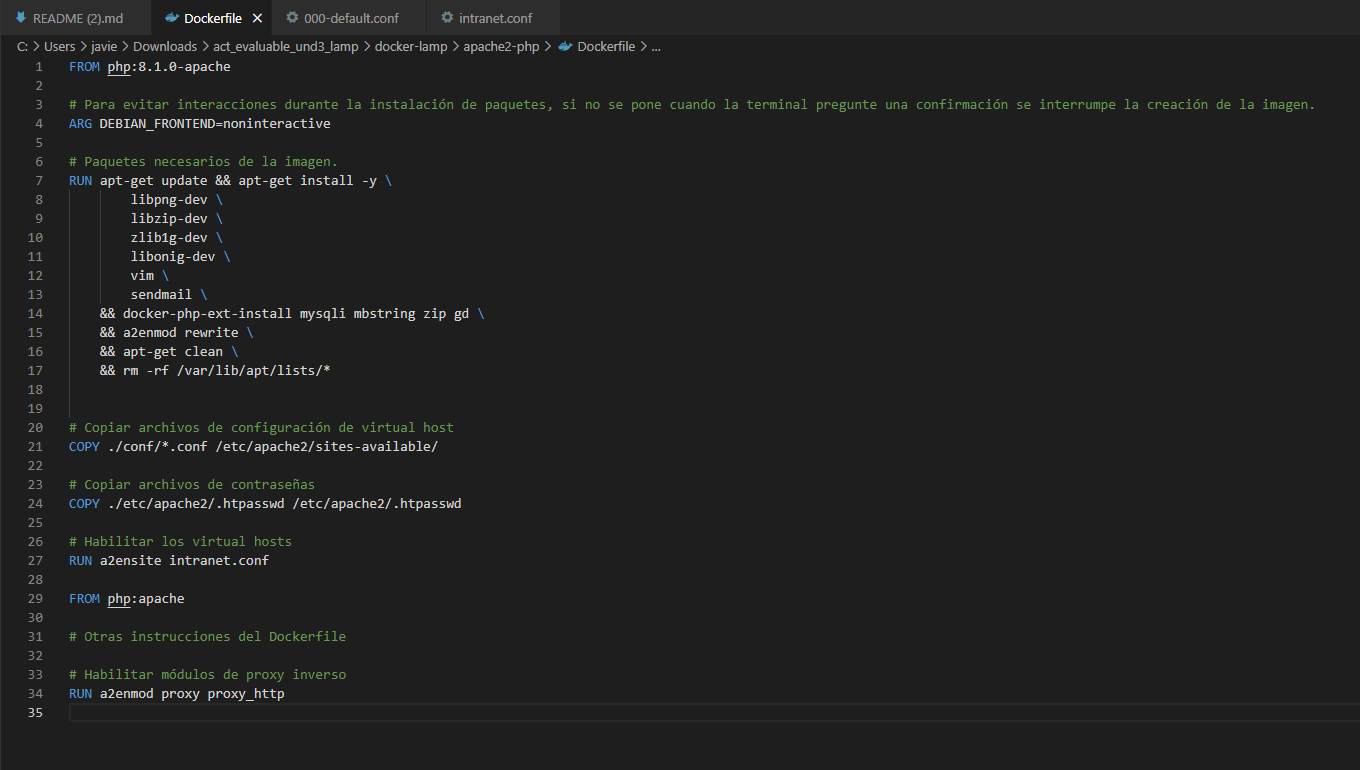 README (2).md
Dockerfile
000-default.conf
intranet.conf
C: > Users > javie > Downloads > act_evaluable_und3_lamp > docker-lamp > apache2-php > Dockerfile > ...
1 FROM php:8.1.0-apache
2
3 # Para evitar interacciones durante la instalación de paquetes, si no se pone cuando la terminal pregunte una confirmación se interrumpe la creación de la imagen.
4 ARG DEBIAN_FRONTEND=noninteractive
5
6 # Paquetes necesarios de la imagen.
7 RUN apt-get update && apt-get install -y \
8 libpng-dev \
9 libzip-dev \
10 zlib1g-dev \
11 libonig-dev \
12 vim \
13 sendmail \
14 && docker-php-ext-install mysqli mbstring zip gd \
15 && a2enmod rewrite \
16 && apt-get clean \
17 && rm -rf /var/lib/apt/lists/*
18
19
20 # Copiar archivos de configuración de virtual host
21 COPY ./conf/*.conf /etc/apache2/sites-available/
22
23 # Copiar archivos de contraseñas
24 COPY ./etc/apache2/.htpasswd /etc/apache2/.htpasswd
25
26 # Habilitar los virtual hosts
27 RUN a2ensite intranet.conf
28
29 FROM php:apache
30
31 # Otras instrucciones del Dockerfile
32
33 # Habilitar módulos de proxy inverso
34 RUN a2enmod proxy proxy_http
35